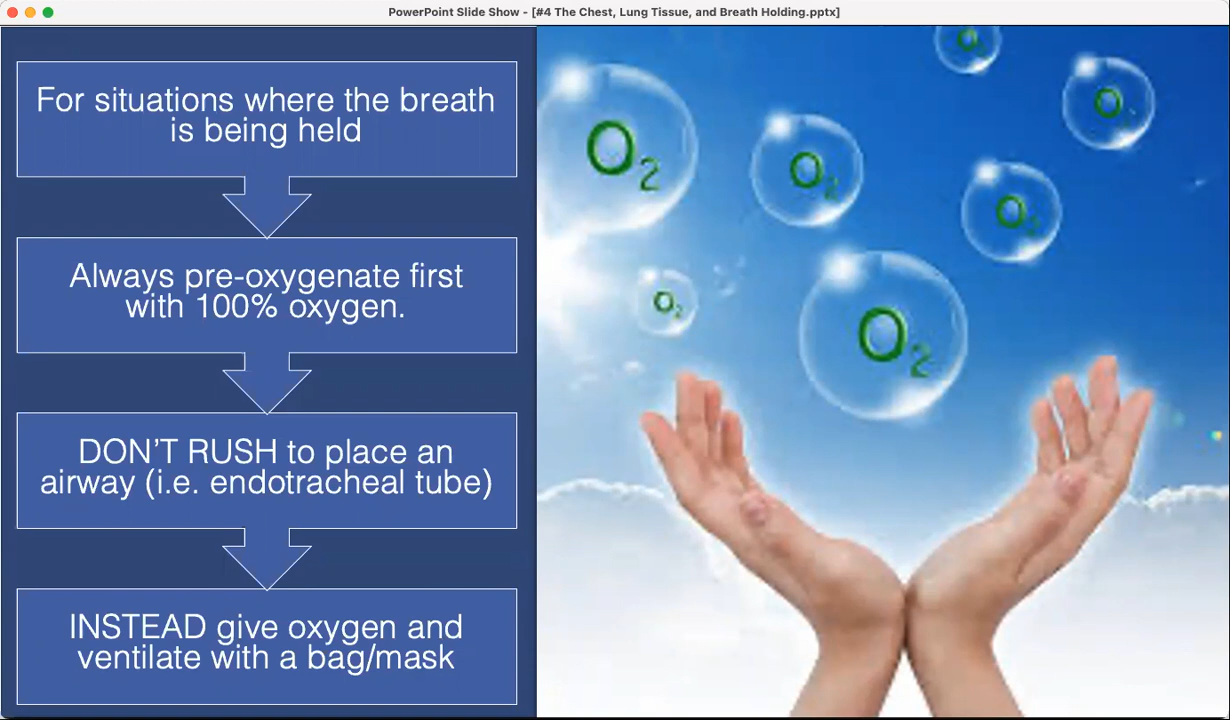 PowerPoint Slide Show - [#4 The Chest, Lung Tissue, and Breath Holding.pptx]
For situations where the breath
is being held
Always pre-oxygenate first
with 100% oxygen.
DON’T RUSH to place an
airway (i.e. endotracheal tube)
INSTEAD give oxygen and
ventilate with a bag/mask
O2
O2
O2
O2
O2
O2
O2